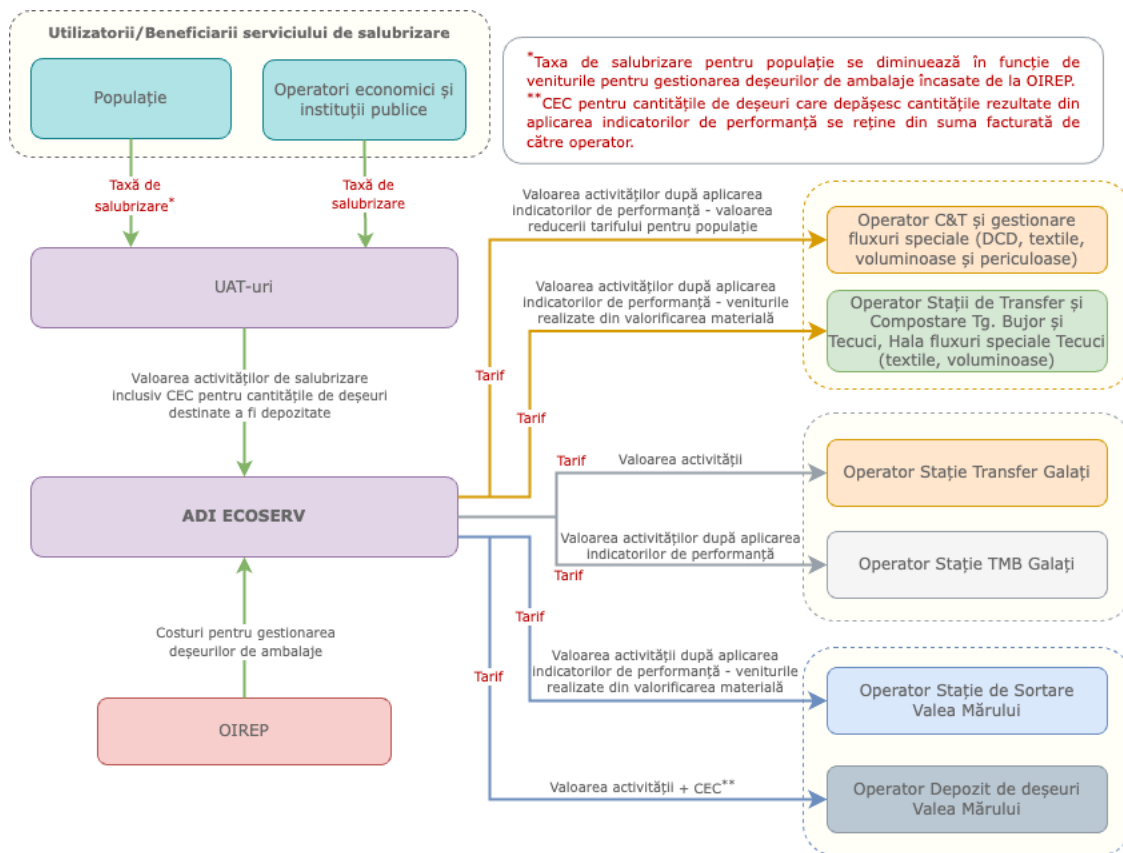 Utilizatorii/Beneficiarii serviciului de salubrizare
Populație
Operatori economici și
instituții publice
*Taxa de salubrizare pentru populație se diminuează în funcție de
veniturile pentru gestionarea deșeurilor de ambalaje încasate de la OIREP.
**CEC pentru cantitățile de deșeuri care depășesc cantitățile rezultate din
aplicarea indicatorilor de performanță se reține din suma facturată de
către operator.
Taxă de
salubrizare*
Taxă de
salubrizare
UAT-uri
Valoarea activităților de salubrizare
inclusiv CEC pentru cantitățile de deșeuri
destinate a fi depozitate
ADI ECOSERV
Costuri pentru gestionarea
deșeurilor de ambalaje
OIREP
Valoarea activităților după aplicarea
indicatorilor de performanță - valoarea
reducerii tarifului pentru populație
Tarif
Operator C&T și gestionare
fluxuri speciale (DCD, textile,
voluminoase și periculoase)
Valoarea activităților după aplicarea
indicatorilor de performanță - veniturile
realizate din valorificarea materială
Tarif
Operator Stații de Transfer și
Compostare Tg. Bujor și
Tecuci, Hala fluxuri speciale Tecuci
(textile, voluminoase)
Tarif
Valoarea activității
Operator Stație Transfer Galați
Valoarea activităților după aplicarea
indicatorilor de performanță
Tarif
Operator Stație TMB Galați
Tarif
Valoarea activității după aplicarea
indicatorilor de performanță - veniturile
realizate din valorificarea materială
Operator Stație de Sortare
Valea Mărului
Tarif
Valoarea activității + CEC**
Operator Depozit de deșeuri
Valea Mărului